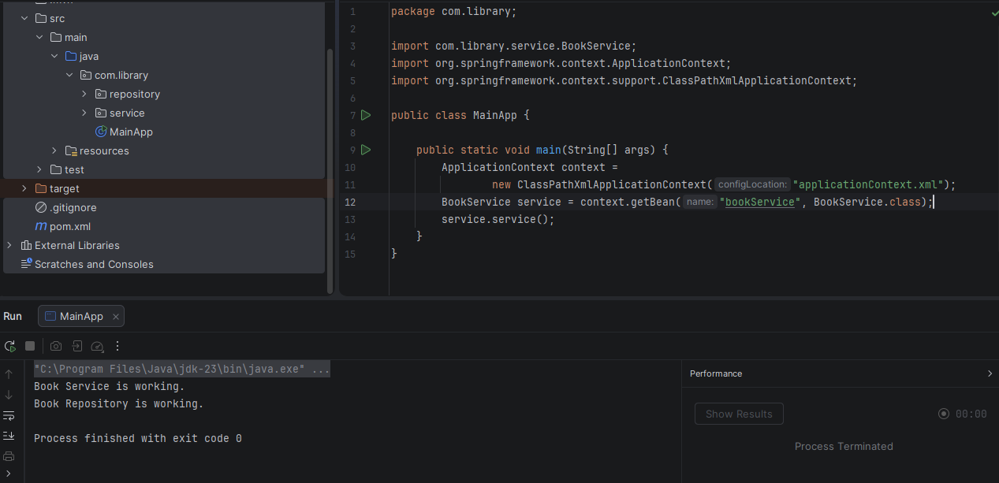 src
main
java
com.library
repository
service
MainApp
resources
test
target
.gitignore
m pom.xml
External Libraries
Scratches and Consoles
1 package com.library;
2
3 import com.library.service.BookService;
4 import org.springframework.context.ApplicationContext;
5 import org.springframework.context.support.ClassPathXmlApplicationContext;
6
7 public class MainApp {
8
9 public static void main(String[] args) {
10 ApplicationContext context =
11 new ClassPathXmlApplicationContext( configLocation: "applicationContext.xml");
12 BookService service = context.getBean( name: "bookService", BookService.class);
13 service.service();
14 }
15 }
Run MainApp
"C:\Program Files\Java\jdk-23\bin\java.exe" ...
Book Service is working.
Book Repository is working.
Process finished with exit code 0
Performance
Show Results 00:00
Process Terminated